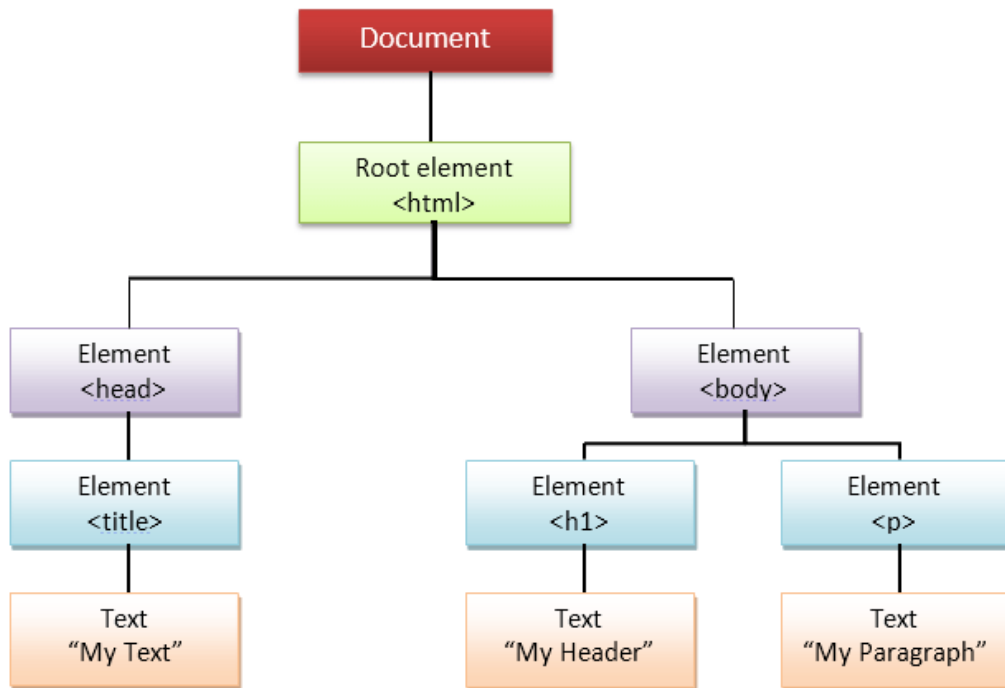 Document
Root element
<html>
Element
<head>
Element
<body>
Element
<title>
Element
<h1>
Element
<p>
Text
“My Text”
Text
“My Header”
Text
“My Paragraph”